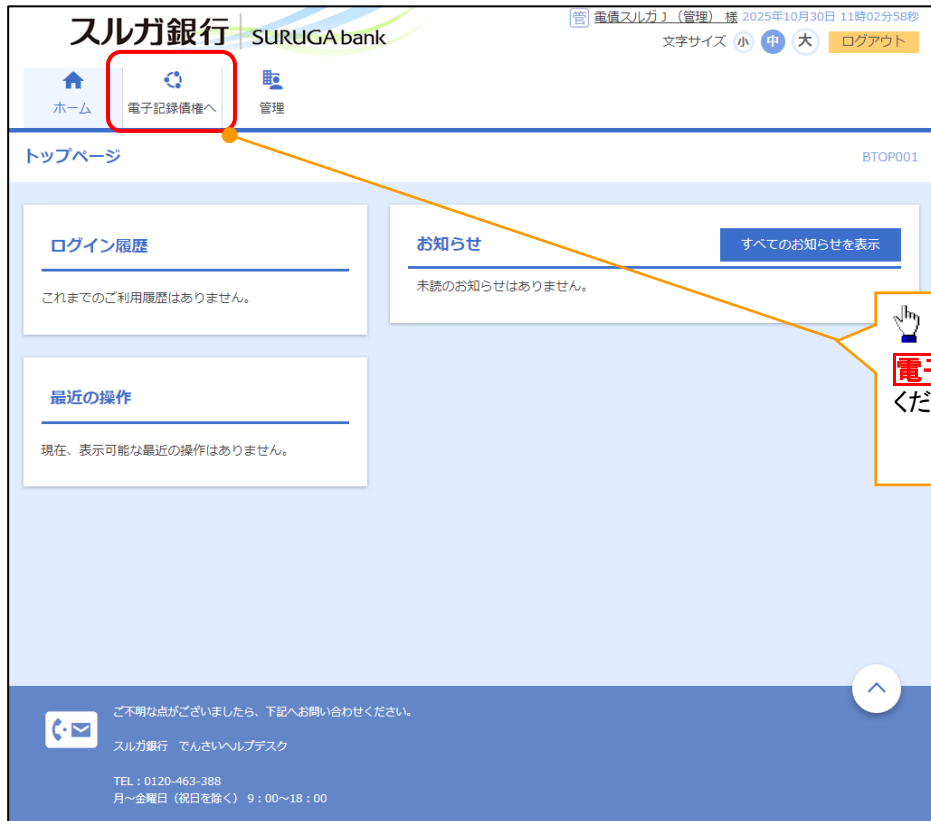 スルガ銀行 SURUGA bank
管 電債スルガJ（管理） 様 2025年10月30日 11時02分58秒
文字サイズ 小 中 大 ログアウト
ホーム 電子記録債権へ 管理
トップページ BTOP001
ログイン履歴
これまでのご利用履歴はありません。
お知らせ すべてのお知らせを表示
未読のお知らせはありません。
最近の操作
現在、表示可能な最近の操作はありません。
くだ
ご不明な点がございましたら、下記へお問い合わせください。
スルガ銀行 でんさいヘルプデスク
TEL：0120-463-388
月～金曜日（祝日を除く） 9：00～18：00